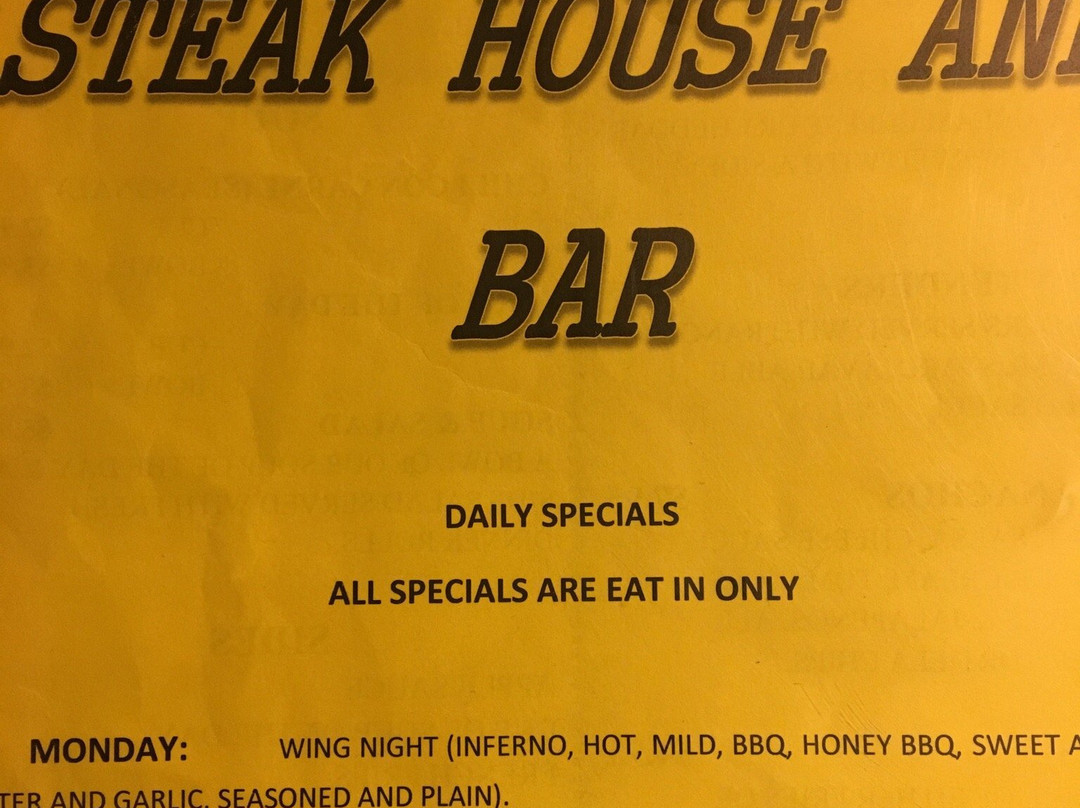 STEAK HOUSE AN
BAR
DAILY SPECIALS
ALL SPECIALS ARE EAT IN ONLY
MONDAY: WING NIGHT (INFERNO, HOT, MILD, BBQ, HONEY BBQ, SWEET A
TER AND GARLIC, SEASONED AND PLAIN).